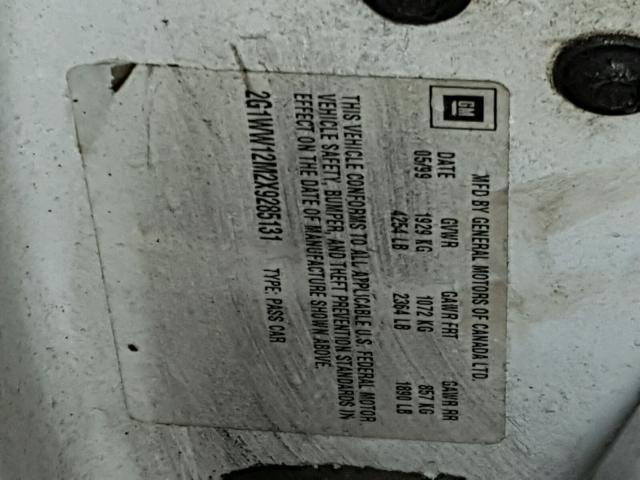 GM
MFD BY GENERAL MOTORS OF CANADA LTD.
DATE GVWR GAWR FRT GAWR RR
05/99 1929 KG 1072 KG 857 KG
4254 LB 2364 LB 1890 LB
THIS VEHICLE CONFORMS TO ALL APPLICABLE U.S. FEDERAL MOTOR
VEHICLE SAFETY, BUMPER, AND THEFT PREVENTION STANDARDS IN
EFFECT ON THE DATE OF MANUFACTURE SHOWN ABOVE.
2G1WW12M2X9285131 TYPE: PASS CAR